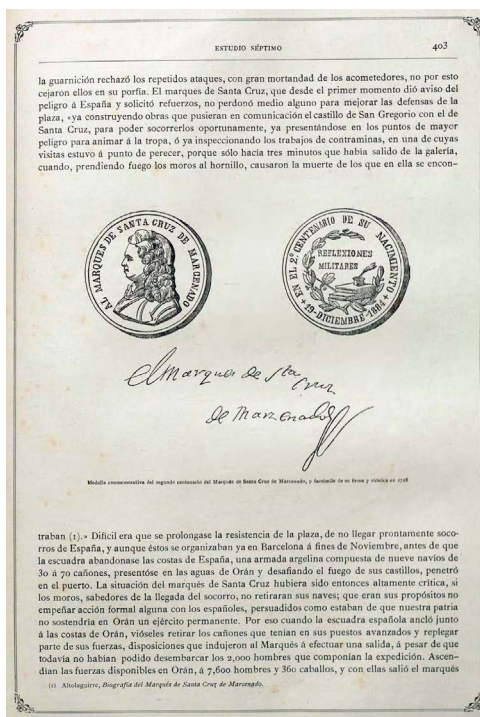 ESTUDIO SÉPTIMO 403
la guarnición rechazó los repetidos ataques, con gran mortandad de los acometedores, no por esto
cejaron ellos en su porfía. El marqués de Santa Cruz, que desde el primer momento dió aviso del
peligro á España y solicitó refuerzos, no perdonó medio alguno para mejorar las defensas de la
plaza, «ya construyendo obras que pusieran en comunicación el castillo de San Gregorio con el de
Santa Cruz, para poder socorrerlos oportunamente, ya presentándose en los puntos de mayor
peligro para animar á la tropa, ó ya inspeccionando los trabajos de contraminas, en una de cuyas
visitas estuvo á punto de perecer, porque sólo hacía tres minutos que había salido de la galería,
cuando, prendiendo fuego los moros al hornillo, causaron la muerte de los que en ella se encon-
AL MARQUÉS DE SANTA CRUZ DE MARCENADO
EN EL 2º CENTENARIO DE SU NACIMIENTO
REFLEXIONES
MILITARES
19-DICIEMBRE-1884
el Marques de Sta
Cruz
de Marzenado
Medalla conmemorativa del segundo centenario del Marqués de Santa Cruz de Marcenado, y facsímile de su firma y rúbrica en 1726
traban (1).» Difícil era que se prolongase la resistencia de la plaza, de no llegar prontamente soco-
rros de España, y aunque éstos se organizaban ya en Barcelona á fines de Noviembre, antes de que
la escuadra abandonase las costas de España, una armada argelina compuesta de nueve navíos de
30 á 70 cañones, presentóse en las aguas de Orán y desafiando el fuego de sus castillos, penetró
en el puerto. La situación del marqués de Santa Cruz hubiera sido entonces altamente crítica, si
los moros, sabedores de la llegada del socorro, no retiraran sus naves; que eran sus propósitos no
empeñar acción formal alguna con los españoles, persuadidos como estaban de que nuestra patria
no sostendría en Orán un ejército permanente. Por eso cuando la escuadra española ancló junto
á las costas de Orán, vióseles retirar los cañones que tenían en sus puestos avanzados y replegar
parte de sus fuerzas, disposiciones que indujeron al Marqués á efectuar una salida, á pesar de que
todavía no habían podido desembarcar los 2,000 hombres que componían la expedición. Ascen-
dían las fuerzas disponibles en Orán, á 7,600 hombres y 360 caballos, y con ellas salió el marqués
(1) Altolaguirre, Biografía del Marqués de Santa Cruz de Marcenado.